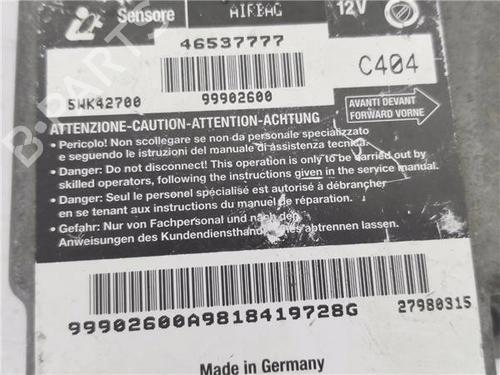 Sensore AIRBAG 12V
46537777
C404
5WK42700 99902600
AVANTI DEVANT
FORWARD VORNE
ATTENZIONE-CAUTION-ATTENTION-ACHTUNG
• Pericolo! Non scollegare se non da personale specializzato
e seguendo le istruzioni del manuale di assistenza tecnica.
• Danger: Do not disconnect! This operation is only to be carried out by
skilled operators, following the instructions given in the service manual.
• Danger: Seul le personel spécialisé est autorisé à débrancher
en se tenant aux instructions du manuel de réparation.
• Gefahr: Nur von Fachpersonal und nach den
Anweisungen des Kundendiensthand abtrennen lassen.
99902600A9818419728G
27980315
Made in Germany
B-PARTS